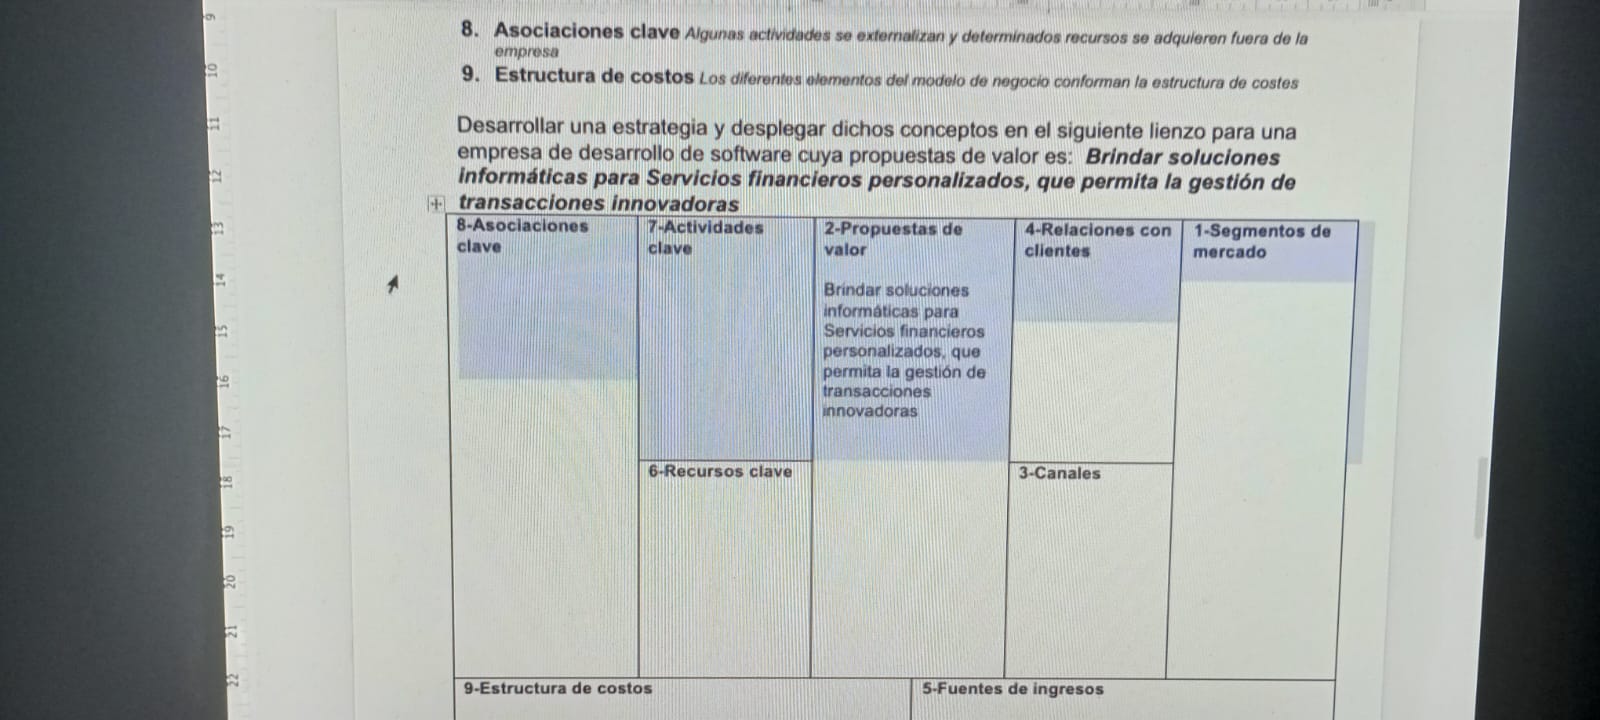 8. Asociaciones clave Algunas actividades se externalizan y determinados recursos se adquieren fuera de la
empresa
9. Estructura de costos Los diferentes elementos del modelo de negocio conforman la estructura de costes
Desarrollar una estrategia y desplegar dichos conceptos en el siguiente lienzo para una
empresa de desarrollo de software cuya propuestas de valor es: Brindar soluciones
informáticas para Servicios financieros personalizados, que permita la gestión de
transacciones innovadoras
8-Asociaciones
clave
7-Actividades
clave
2-Propuestas de
valor
Brindar soluciones
informáticas para
Servicios financieros
personalizados, que
permita la gestión de
transacciones
innovadoras
4-Relaciones con
clientes
1-Segmentos de
mercado
6-Recursos clave
3-Canales
9-Estructura de costos
5-Fuentes de ingresos
9
10
11
12
13
14
15
16
17
18
19
20
21
22